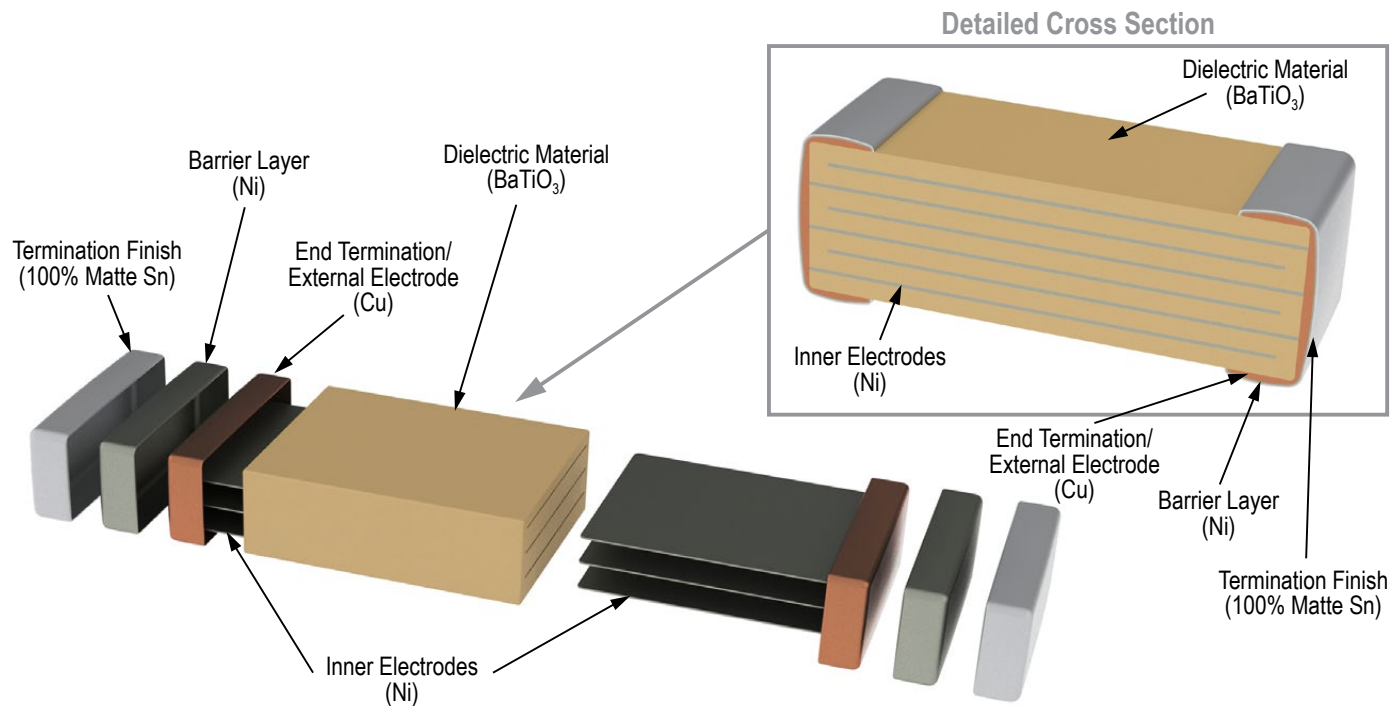 Detailed Cross Section
Dielectric Material
(BaTiO₃)
Inner Electrodes
(Ni)
End Termination/
External Electrode
(Cu)
Barrier Layer
(Ni)
Termination Finish
(100% Matte Sn)
Dielectric Material
(BaTiO₃)
Barrier Layer
(Ni)
End Termination/
External Electrode
(Cu)
Termination Finish
(100% Matte Sn)
Inner Electrodes
(Ni)